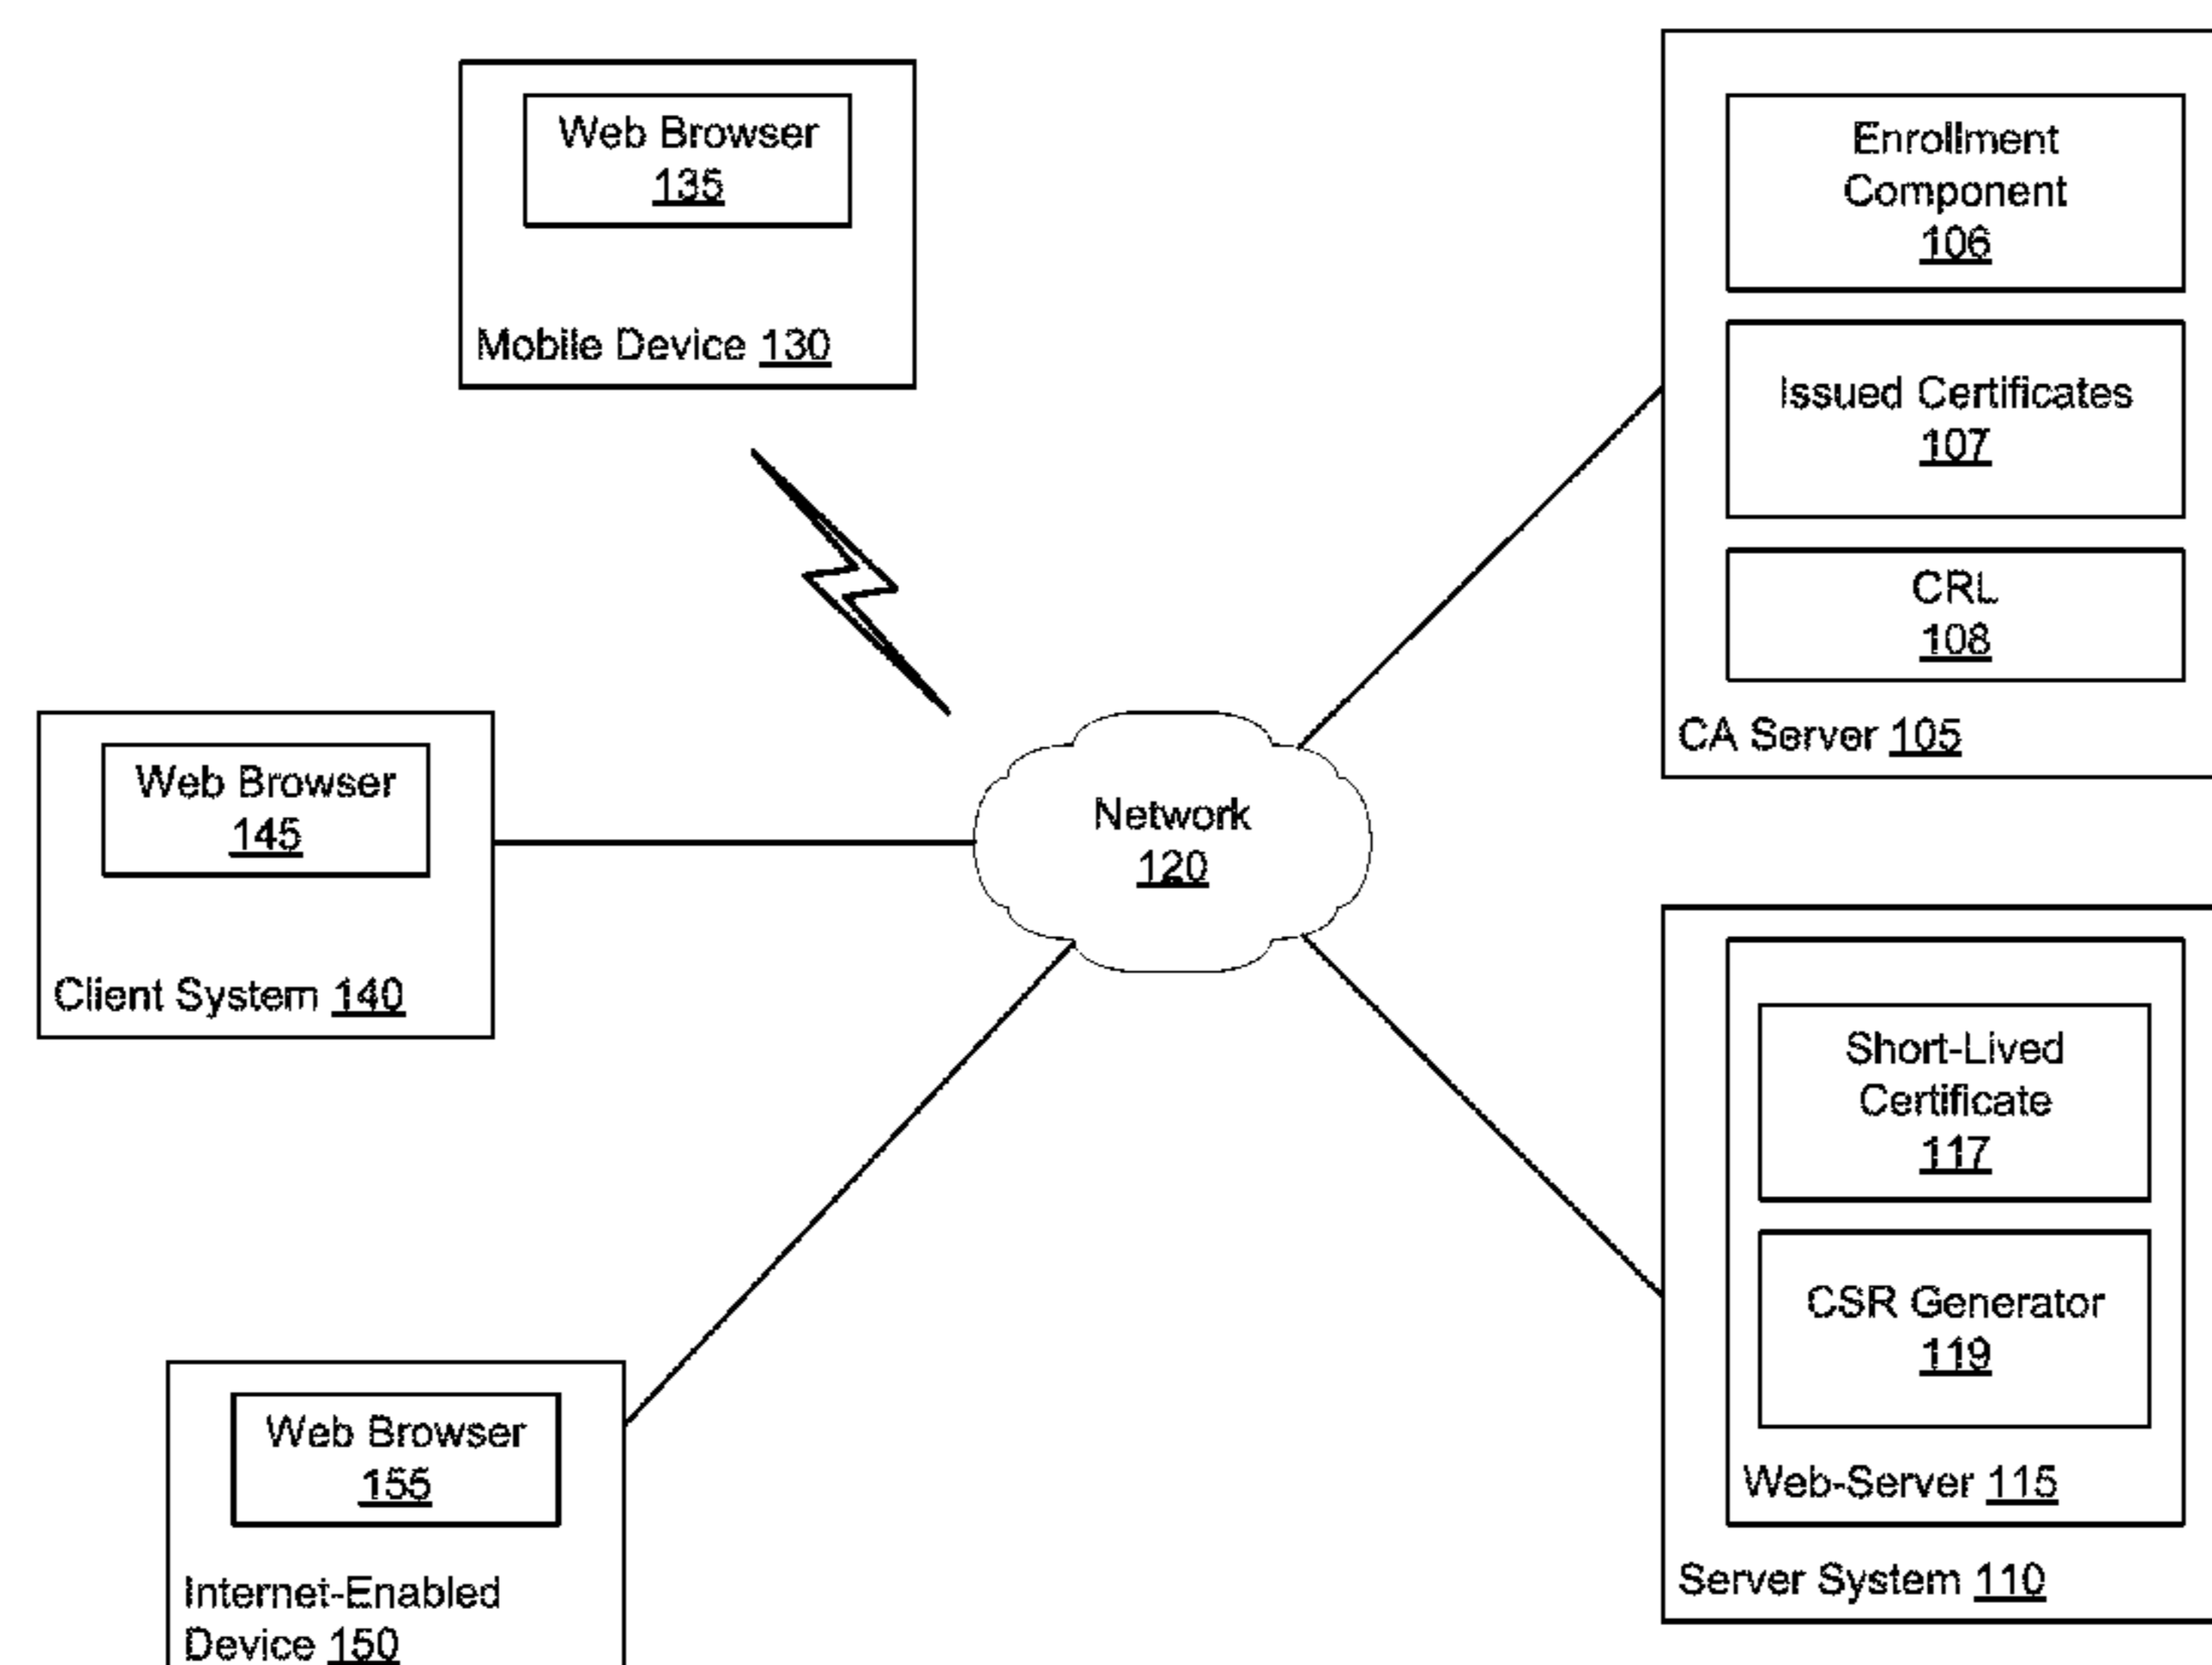 Web Browser
135
Mobile Device 130
Enrollment
Component
106
Issued Certificates
107
CRL
108
CA Server 105
Web Browser
145
Client System 140
Network
120
Short-Lived
Certificate
117
CSR Generator
119
Web-Server 115
Server System 110
Web Browser
155
Internet-Enabled
Device 150